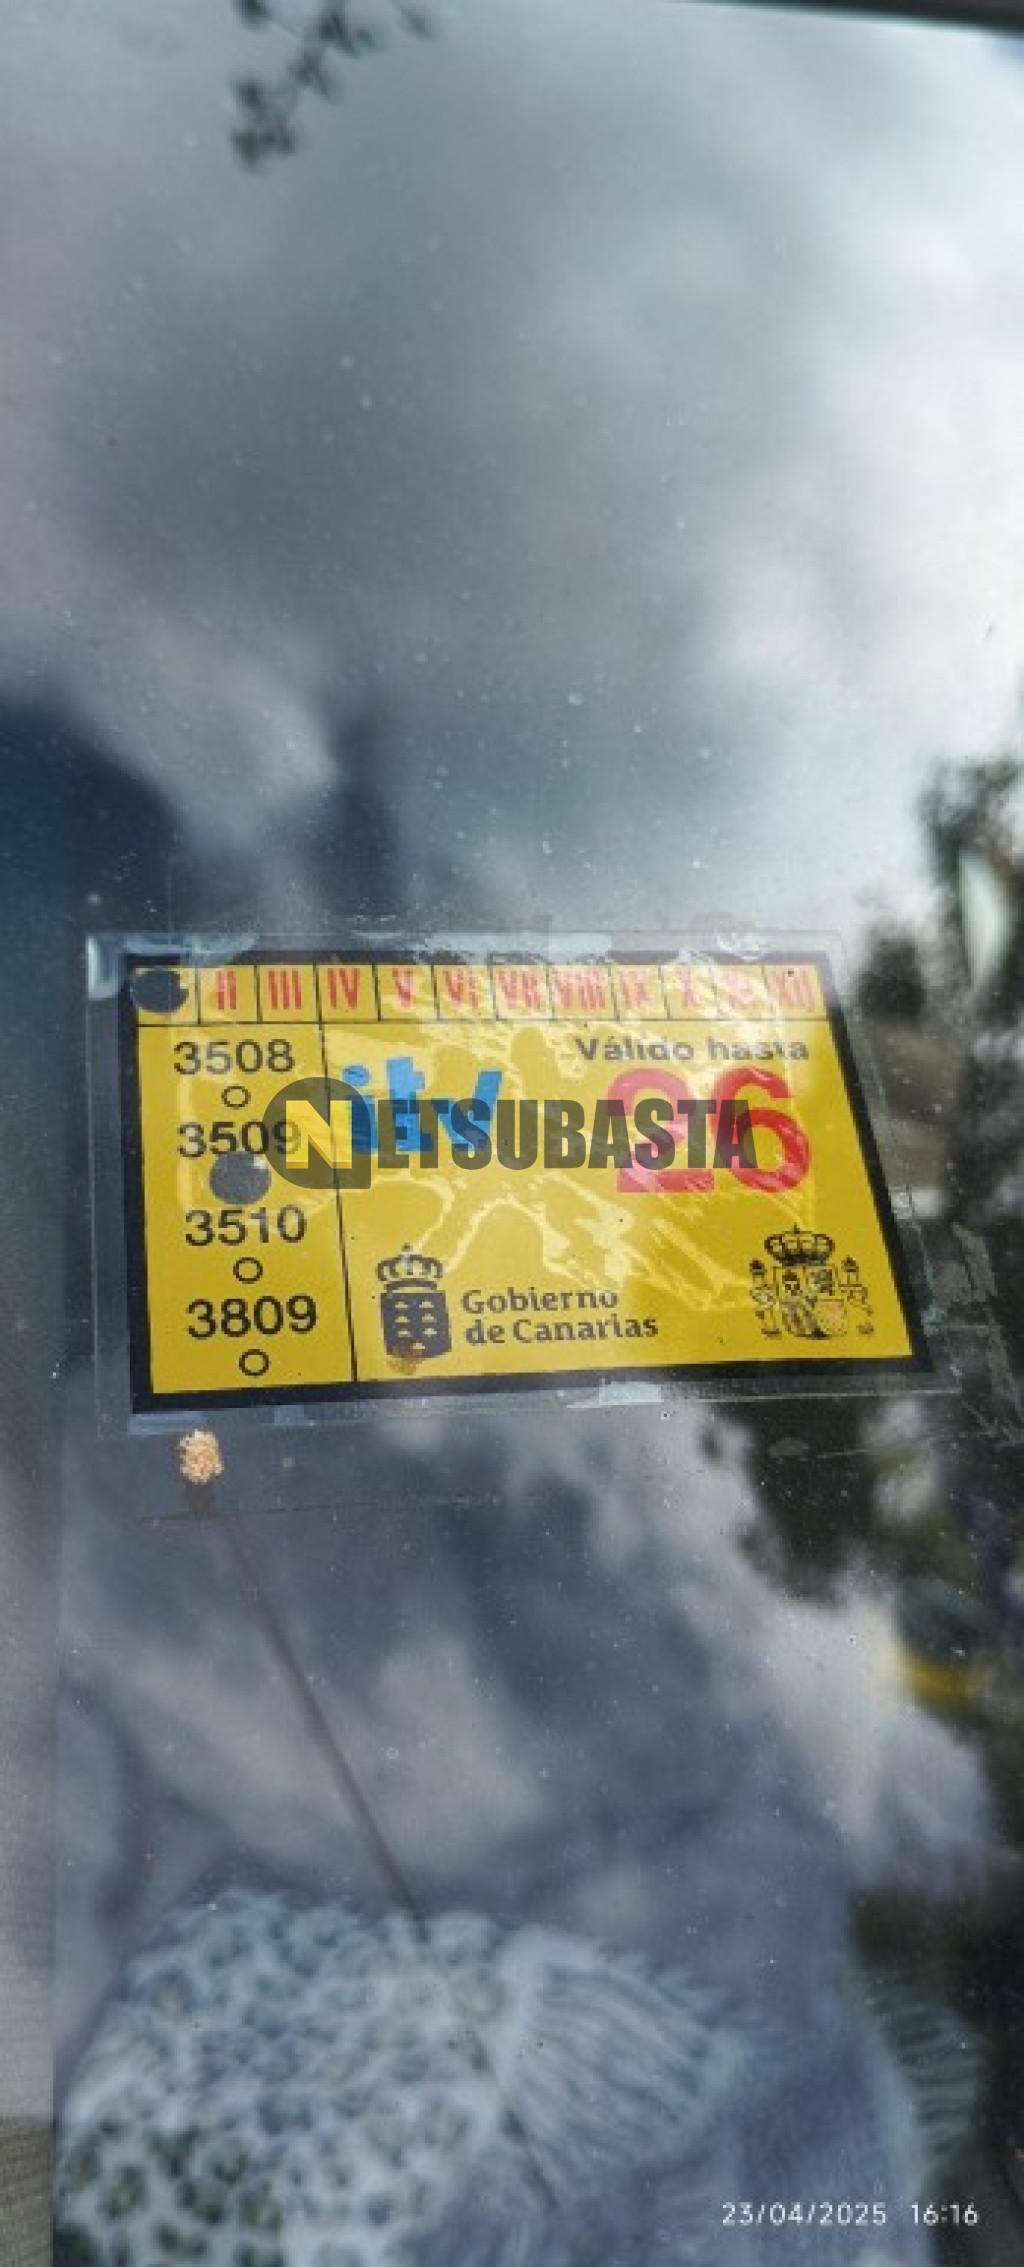 II III IV V VI VII VIII IX X XI XII
3508
3509
3510
3809
itv
Válido hasta
26
NETSUBASTA
Gobierno
de Canarias
23/04/2025 16:16